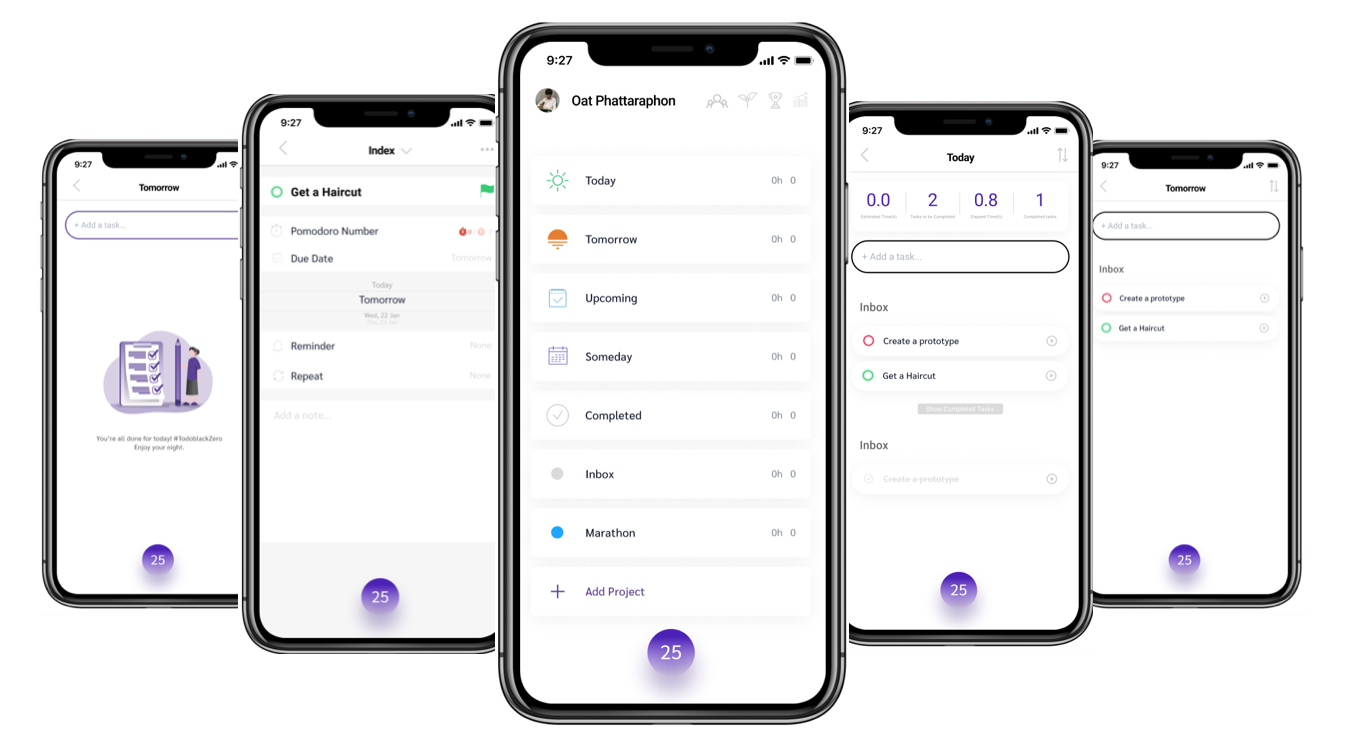 9:27
Tomorrow
+ Add a task...
You're all done for today! #TodoblackZero
Enjoy your night.
25
9:27
Index
Get a Haircut
Pomodoro Number
Due Date
Tomorrow
Today
Tomorrow
Wed, 22 Jan
Thu, 23 Jan
Reminder
None
Repeat
None
Add a note...
25
9:27
Oat Phattaraphon
Today 0h 0
Tomorrow 0h 0
Upcoming 0h 0
Someday 0h 0
Completed 0h 0
Inbox 0h 0
Marathon 0h 0
+ Add Project
25
9:27
Today
0.0 2 0.8 1
Estimated Time(h) Tasks to be Completed Elapsed Time(h) Completed tasks
+ Add a task...
Inbox
Create a prototype
Get a Haircut
Show Completed Tasks
Inbox
Create a prototype
25
9:27
Tomorrow
+ Add a task...
Inbox
Create a prototype
Get a Haircut
25